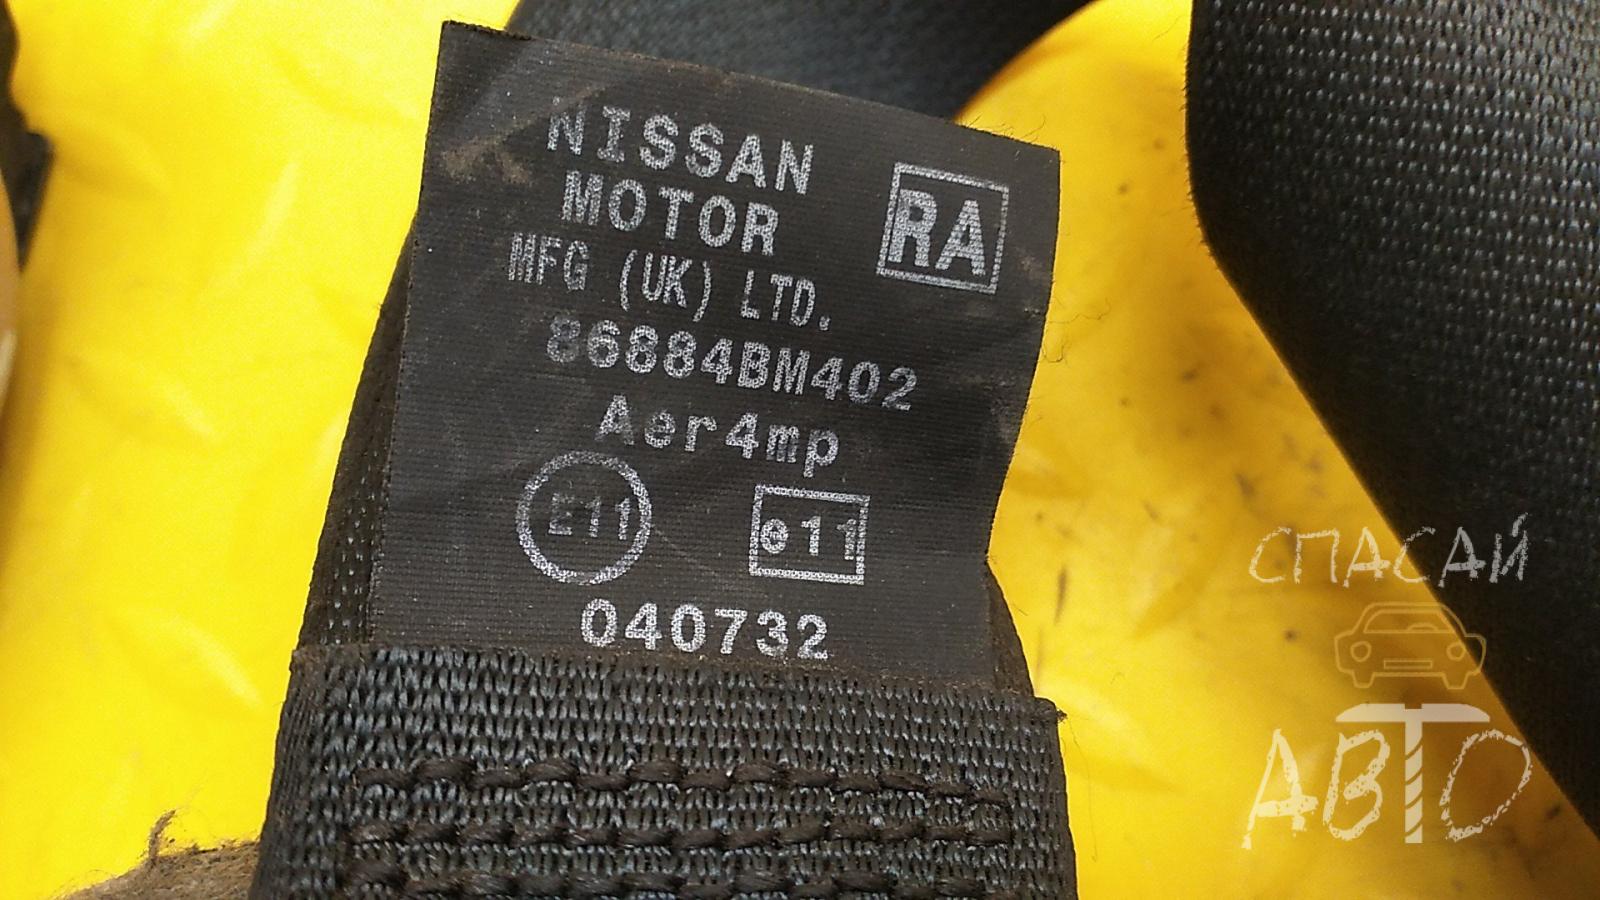 NISSAN
MOTOR
MFG (UK) LTD.
RA
86884BM402
Aer4mp
E11
e11
040732
СПАСАЙ
АВТО